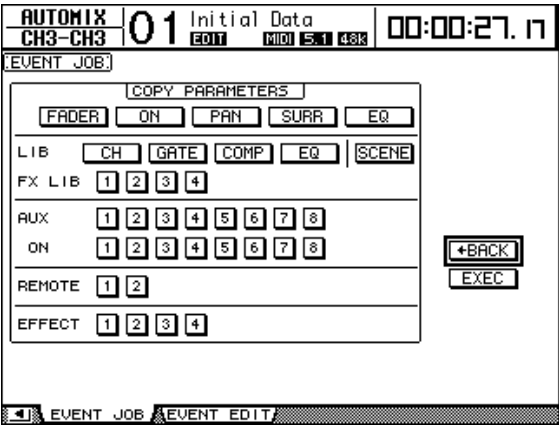 AUTOMIX
CH3-CH3
01 Initial Data
EDIT MIDI 5.1 48k
00:00:27.17
EVENT JOB
COPY PARAMETERS
FADER ON PAN SURR EQ
LIB CH GATE COMP EQ SCENE
FX LIB 1 2 3 4
AUX 1 2 3 4 5 6 7 8
ON 1 2 3 4 5 6 7 8
←BACK
EXEC
REMOTE 1 2
EFFECT 1 2 3 4
EVENT JOB EVENT EDIT